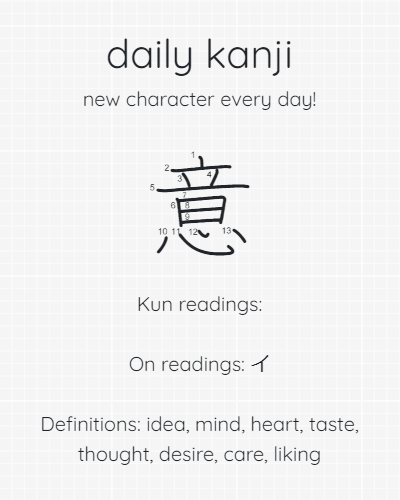 daily kanji
new character every day!
1
2
3 4
5
7
6 8
9
10 11 12 13
意
Kun readings:
On readings: イ
Definitions: idea, mind, heart, taste,
thought, desire, care, liking